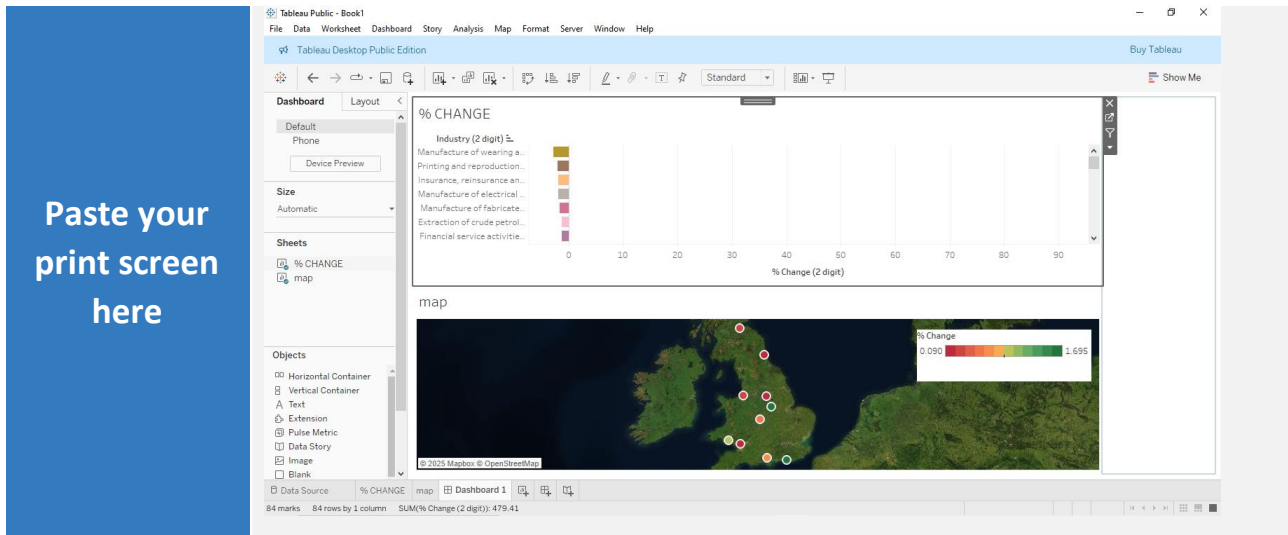 Paste your
print screen
here
Tableau Public - Book1
File Data Worksheet Dashboard Story Analysis Map Format Server Window Help
Tableau Desktop Public Edition
Buy Tableau
Standard
Show Me
Dashboard Layout
Default
Phone
Device Preview
Size
Automatic
Sheets
% CHANGE
map
Objects
Horizontal Container
Vertical Container
A Text
Extension
Pulse Metric
Data Story
Image
Blank
% CHANGE
Industry (2 digit)
Manufacture of wearing a..
Printing and reproduction..
Insurance, reinsurance an..
Manufacture of electrical ..
Manufacture of fabricate..
Extraction of crude petrol..
Financial service activitie..
0 10 20 30 40 50 60 70 80 90
% Change (2 digit)
map
% Change
0.090 1.695
© 2025 Mapbox © OpenStreetMap
Data Source % CHANGE map Dashboard 1
84 marks 84 rows by 1 column SUM(% Change (2 digit)): 479.41